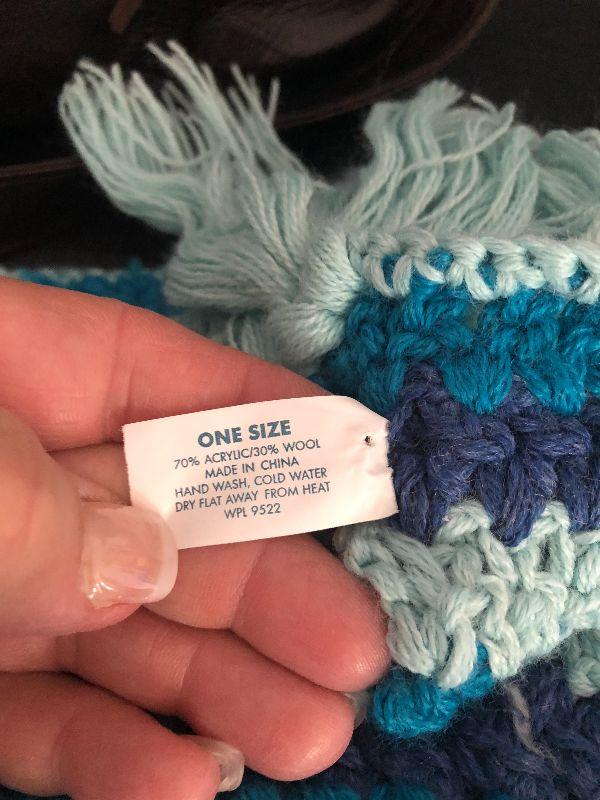 ONE SIZE
70% ACRYLIC/30% WOOL
MADE IN CHINA
HAND WASH, COLD WATER
DRY FLAT AWAY FROM HEAT
WPL 9522